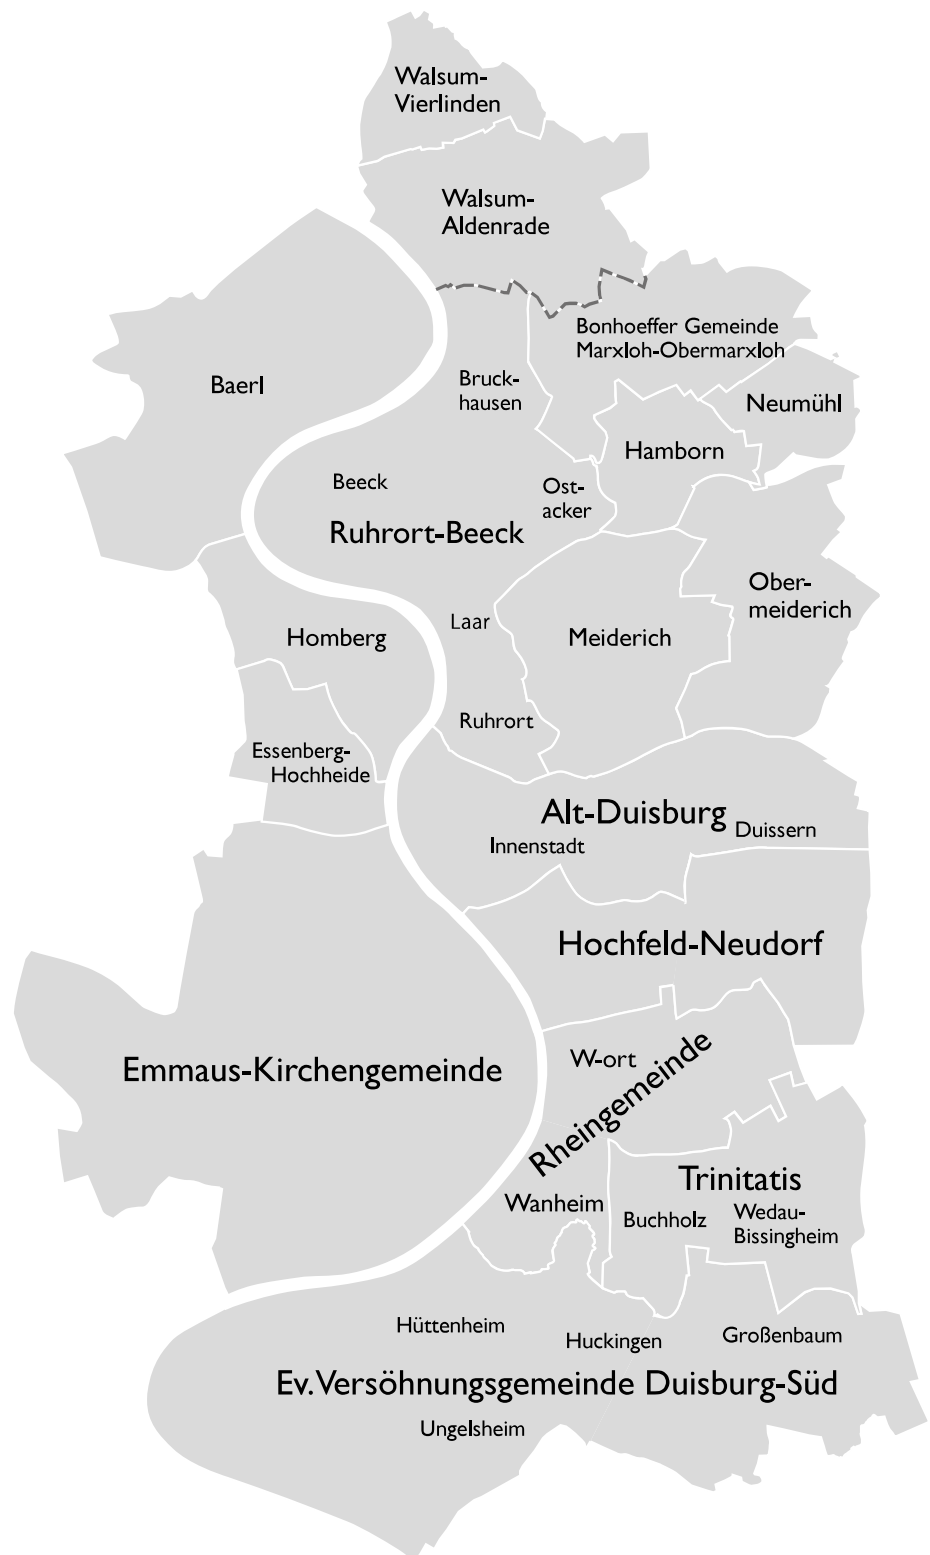 Walsum-
Vierlinden
Walsum-
Aldenrade
Bonhoeffer Gemeinde
Marxloh-Obermarxloh
Baerl
Bruck-
hausen
Neumühl
Hamborn
Beeck
Ost-
acker
Ruhrort-Beeck
Ober-
meiderich
Laar
Homberg
Meiderich
Ruhrort
Essenberg-
Hochheide
Alt-Duisburg
Duissern
Innenstadt
Hochfeld-Neudorf
W-ort
Rheingemeinde
Emmaus-Kirchengemeinde
Trinitatis
Wanheim
Buchholz
Wedau-
Bissingheim
Hüttenheim
Huckingen
Großenbaum
Ev. Versöhnungsgemeinde Duisburg-Süd
Ungelsheim